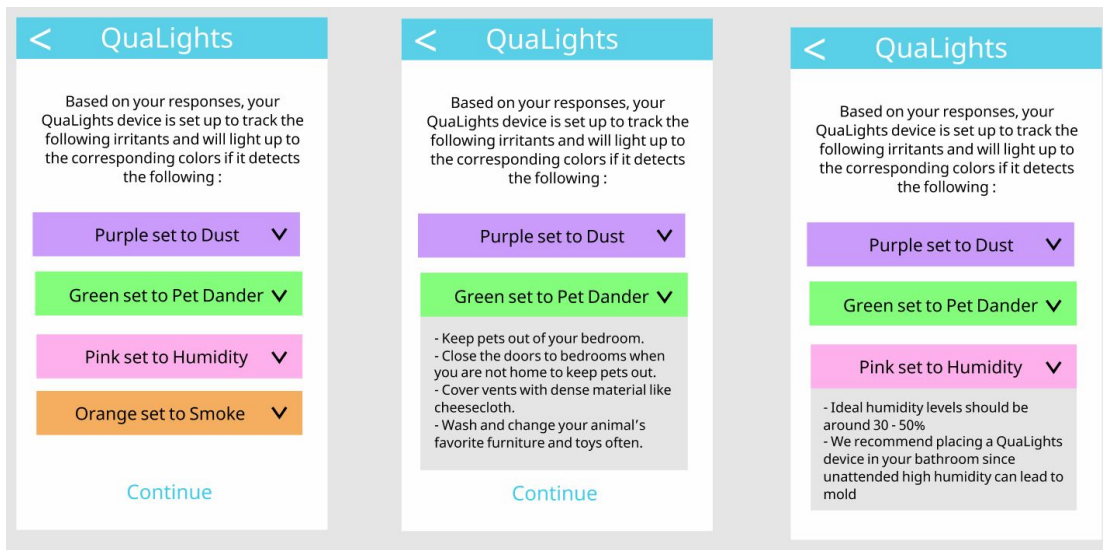 < QuaLights
Based on your responses, your
QuaLights device is set up to track the
following irritants and will light up to
the corresponding colors if it detects
the following :
Purple set to Dust
Green set to Pet Dander
Pink set to Humidity
Orange set to Smoke
Continue
< QuaLights
Based on your responses, your
QuaLights device is set up to track the
following irritants and will light up to
the corresponding colors if it detects
the following :
Purple set to Dust
Green set to Pet Dander
- Keep pets out of your bedroom.
- Close the doors to bedrooms when
you are not home to keep pets out.
- Cover vents with dense material like
cheesecloth.
- Wash and change your animal's
favorite furniture and toys often.
Continue
< QuaLights
Based on your responses, your
QuaLights device is set up to track the
following irritants and will light up to
the corresponding colors if it detects
the following :
Purple set to Dust
Green set to Pet Dander
Pink set to Humidity
- Ideal humidity levels should be
around 30 - 50%
- We recommend placing a QuaLights
device in your bathroom since
unattended high humidity can lead to
mold